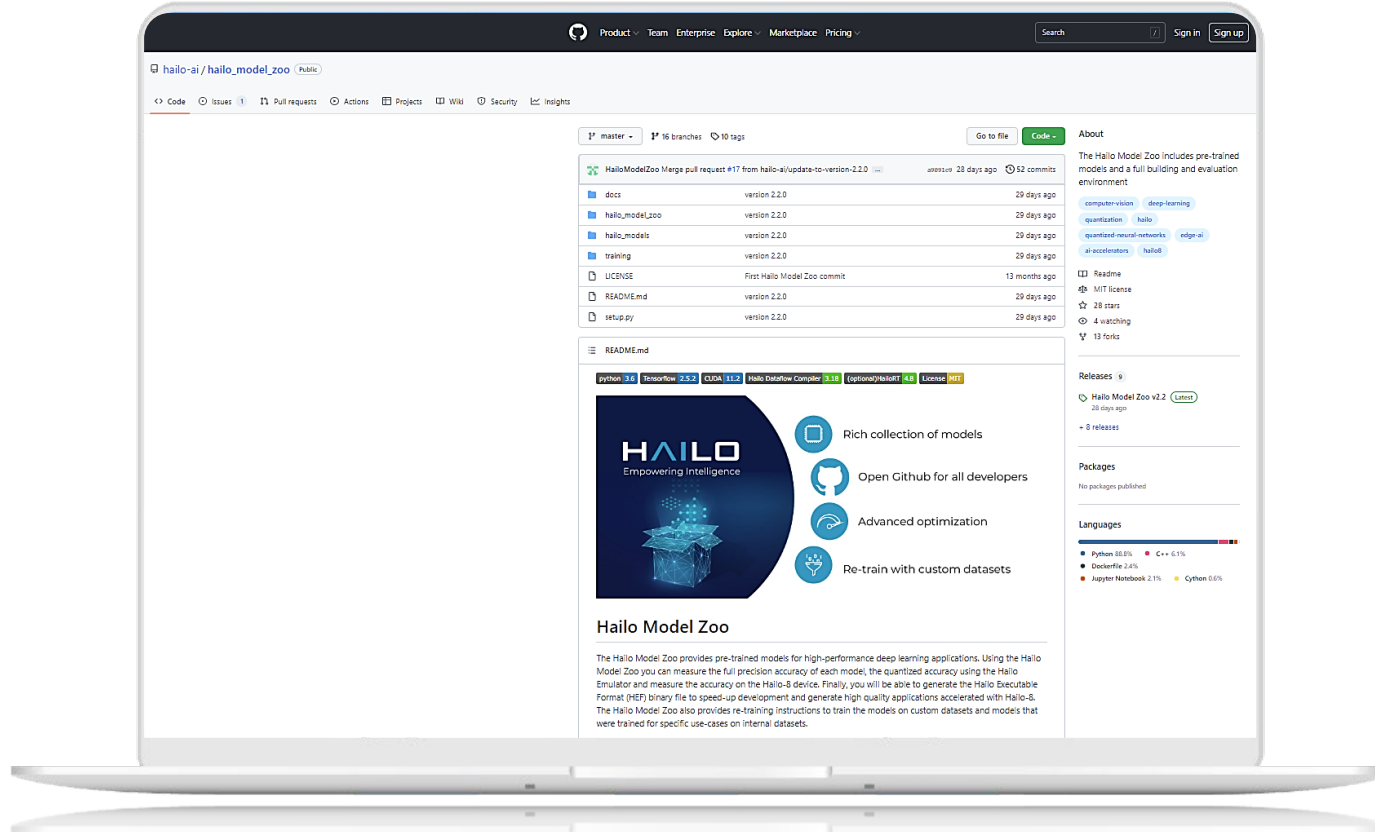 Product Team Enterprise Explore Marketplace Pricing Search / Sign in Sign up
hailo-ai / hailo_model_zoo Public
Code Issues 1 Pull requests Actions Projects Wiki Security Insights
master 16 branches 10 tags Go to file Code
HailoModelZoo Merge pull request #17 from hailo-ai/update-to-version-2.2.0 ... 28 days ago 52 commits
docs version 2.2.0 29 days ago
hailo_model_zoo version 2.2.0 29 days ago
hailo_models version 2.2.0 29 days ago
training version 2.2.0 29 days ago
LICENSE First Hailo Model Zoo commit 13 months ago
README.md version 2.2.0 29 days ago
setup.py version 2.2.0 29 days ago
README.md
python 3.6 Tensorflow 2.5.2 CUDA 11.2 Hailo Dataflow Compiler 3.18 (optional)HailoRT 4.8 License MIT
HAILO
Empowering Intelligence
Rich collection of models
Open Github for all developers
Advanced optimization
Re-train with custom datasets
Hailo Model Zoo
The Hailo Model Zoo provides pre-trained models for high-performance deep learning applications. Using the Hailo
Model Zoo you can measure the full precision accuracy of each model, the quantized accuracy using the Hailo
Emulator and measure the accuracy on the Hailo-8 device. Finally, you will be able to generate the Hailo Executable
Format (HEF) binary file to speed-up development and generate high quality applications accelerated with Hailo-8.
The Hailo Model Zoo also provides re-training instructions to train the models on custom datasets and models that
were trained for specific use-cases on internal datasets.
About
The Hailo Model Zoo includes pre-trained
models and a full building and evaluation
environment
computer-vision deep-learning
quantization hailo
quantized-neural-networks edge-ai
ai-accelerators hailo8
Readme
MIT license
28 stars
4 watching
13 forks
Releases 9
Hailo Model Zoo v2.2 Latest
28 days ago
+ 8 releases
Packages
No packages published
Languages
Python 88.8% C++ 6.1%
Dockerfile 2.4%
Jupyter Notebook 2.1% Cython 0.6%